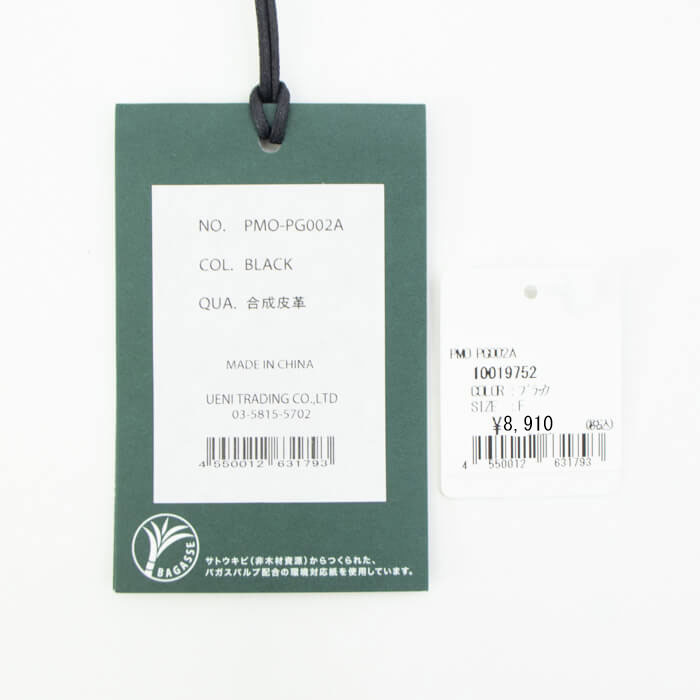 NO. PMO-PG002A
COL. BLACK
QUA. 合成皮革
MADE IN CHINA
UENI TRADING CO.,LTD
03-5815-5702
4 550012 631793
BAGASSE
サトウキビ(非木材資源)からつくられた、
バガスパルプ配合の環境対応紙を使用しています。
PMO PG002A
10019752
COLOR :ブラック
SIZE :F
¥8,910 (税込)
4 550012 631793